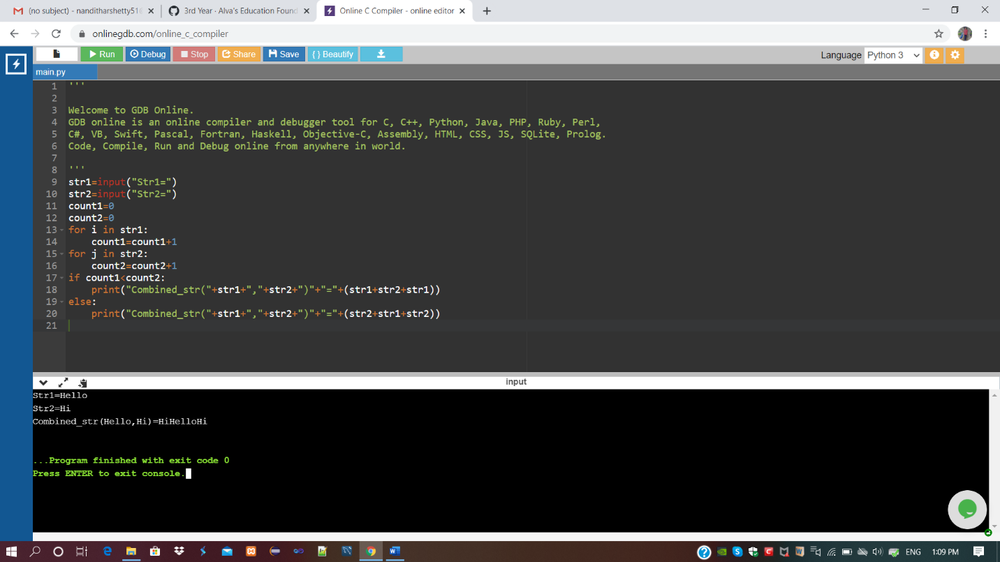 (no subject) - nanditharshetty518
3rd Year · Alva's Education Found
Online C Compiler - online editor
onlinegdb.com/online_c_compiler
Run
Debug
Stop
Share
Save
{ } Beautify
Language Python 3
main.py
1 '''
2
3 Welcome to GDB Online.
4 GDB online is an online compiler and debugger tool for C, C++, Python, Java, PHP, Ruby, Perl,
5 C#, VB, Swift, Pascal, Fortran, Haskell, Objective-C, Assembly, HTML, CSS, JS, SQLite, Prolog.
6 Code, Compile, Run and Debug online from anywhere in world.
7
8 '''
9 str1=input("Str1=")
10 str2=input("Str2=")
11 count1=0
12 count2=0
13 for i in str1:
14     count1=count1+1
15 for j in str2:
16     count2=count2+1
17 if count1<count2:
18     print("Combined_str("+str1+","+str2+")"+"="+(str1+str2+str1))
19 else:
20     print("Combined_str("+str1+","+str2+")"+"="+(str2+str1+str2))
21
input
Str1=Hello
Str2=Hi
Combined_str(Hello,Hi)=HiHelloHi
...Program finished with exit code 0
Press ENTER to exit console.
ENG
1:09 PM